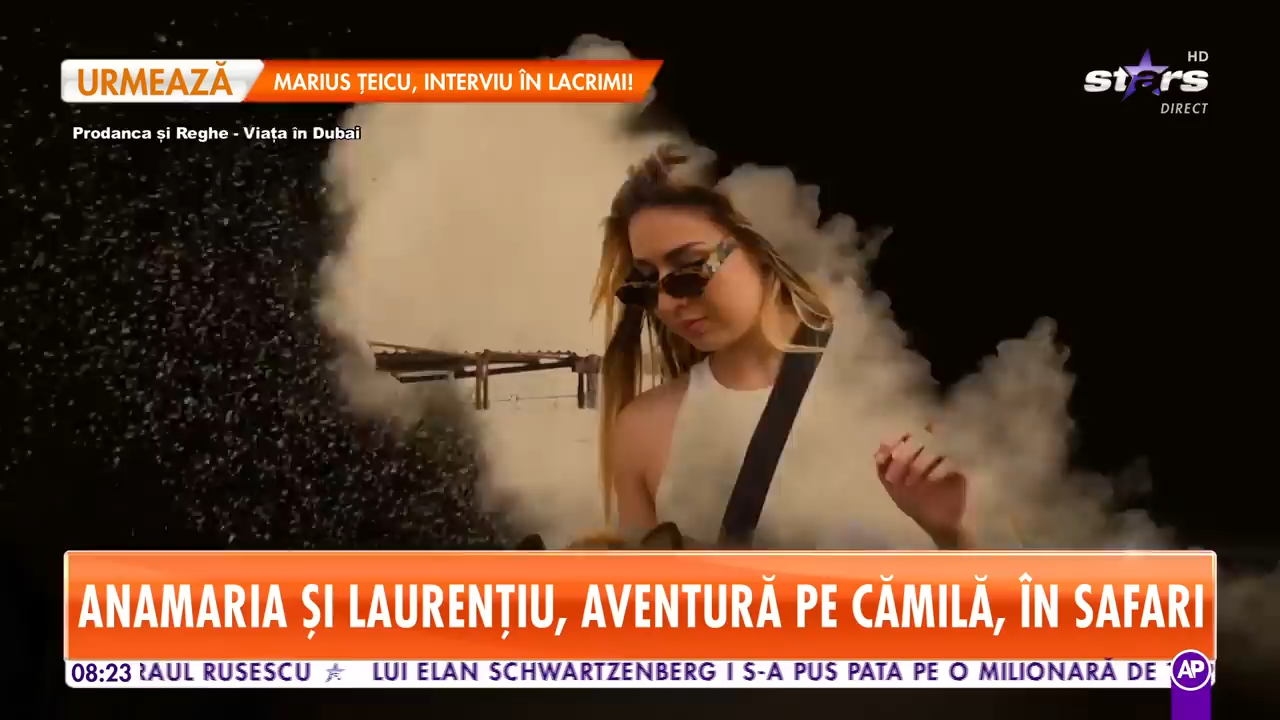 URMEAZĂ
MARIUS ȚEICU, INTERVIU ÎN LACRIMI!
HD
stars
DIRECT
Prodanca și Reghe - Viața în Dubai
ANAMARIA ȘI LAURENȚIU, AVENTURĂ PE CĂMILĂ, ÎN SAFARI
08:23 RAUL RUSESCU LUI ELAN SCHWARTZENBERG I S-A PUS PATA PE O MILIONARĂ DE AP